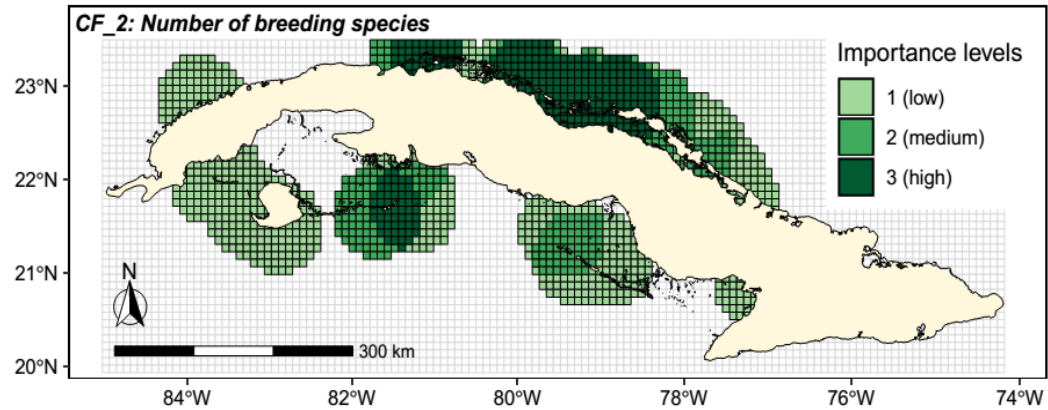 CF_2: Number of breeding species
Importance levels
1 (low)
2 (medium)
3 (high)
23°N
22°N
21°N
20°N
N
300 km
84°W
82°W
80°W
78°W
76°W
74°W